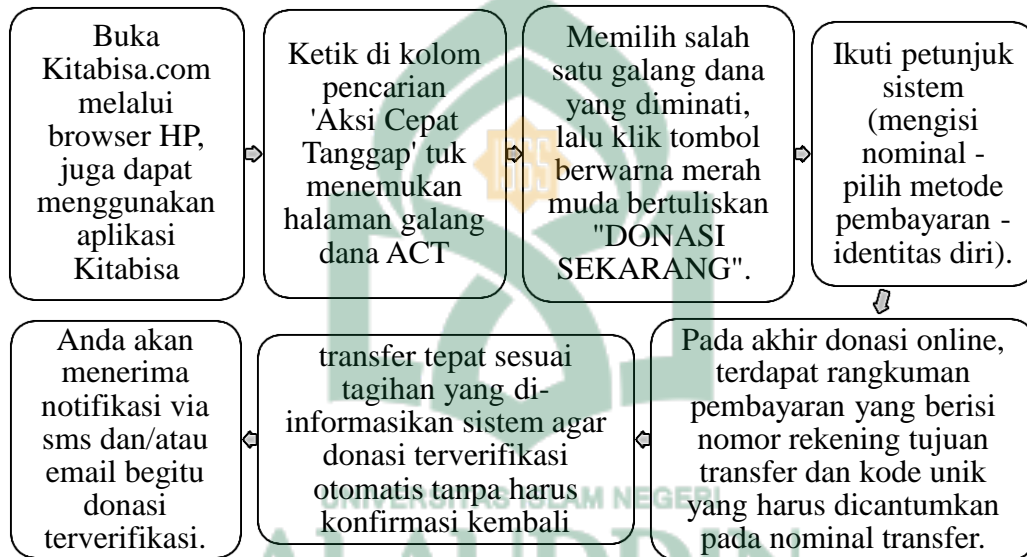 Buka
Kitabisa.com
melalui
browser HP,
juga dapat
menggunakan
aplikasi
Kitabisa
Ketik di kolom
pencarian
'Aksi Cepat
Tanggap' tuk
menemukan
halaman galang
dana ACT
Memilih salah
satu galang dana
yang diminati,
lalu klik tombol
berwarna merah
muda bertuliskan
"DONASI
SEKARANG".
Ikuti petunjuk
sistem
(mengisi
nominal -
pilih metode
pembayaran -
identitas diri).
Pada akhir donasi online,
terdapat rangkuman
pembayaran yang berisi
nomor rekening tujuan
transfer dan kode unik
yang harus dicantumkan
pada nominal transfer.
transfer tepat sesuai
tagihan yang di-
informasikan sistem agar
donasi terverifikasi
otomatis tanpa harus
konfirmasi kembali
Anda akan
menerima
notifikasi via
sms dan/atau
email begitu
donasi
terverifikasi.
UNIVERSITAS ISLAM NEGERI
ALAUDDIN